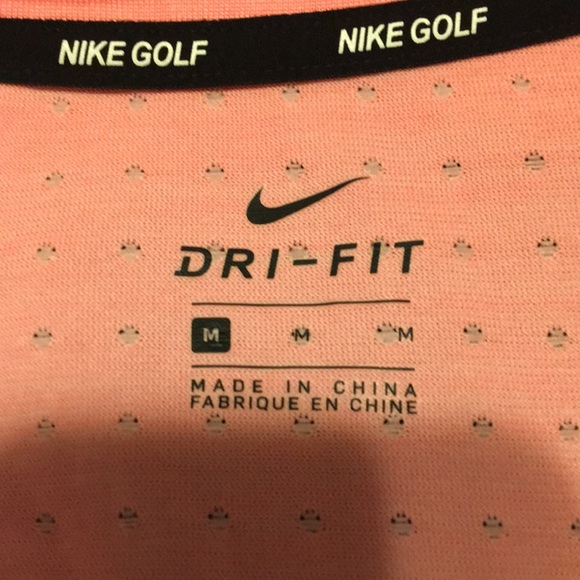 NIKE GOLF NIKE GOLF
DRI-FIT
M M M
MADE IN CHINA
FABRIQUE EN CHINE